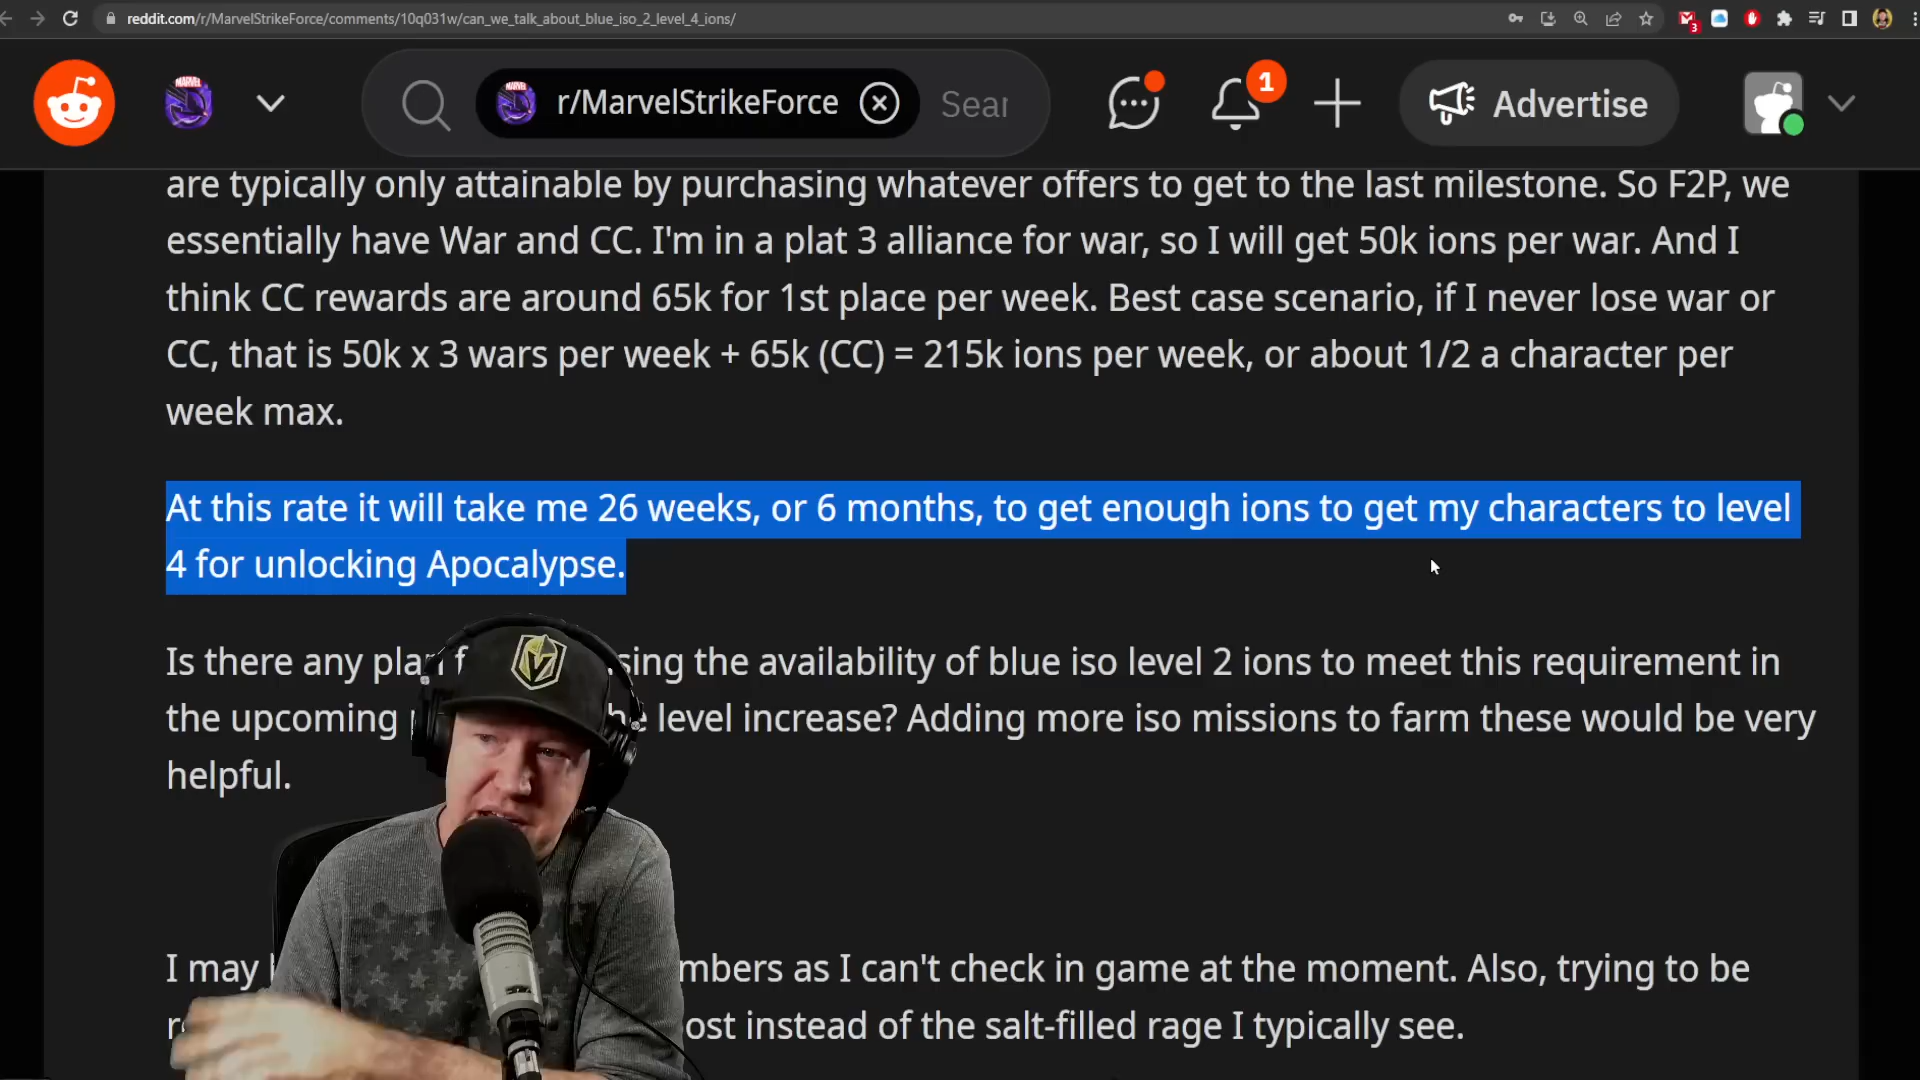 reddit.com/r/MarvelStrikeForce/comments/10q031w/can_we_talk_about_blue_iso_2_level_4_ions/
3
MARVEL
r/MarvelStrikeForce
Sear
1
Advertise
are typically only attainable by purchasing whatever offers to get to the last milestone. So F2P, we
essentially have War and CC. I'm in a plat 3 alliance for war, so I will get 50k ions per war. And I
think CC rewards are around 65k for 1st place per week. Best case scenario, if I never lose war or
CC, that is 50k x 3 wars per week + 65k (CC) = 215k ions per week, or about 1/2 a character per
week max.
At this rate it will take me 26 weeks, or 6 months, to get enough ions to get my characters to level
4 for unlocking Apocalypse.
Is there any plan f sing the availability of blue iso level 2 ions to meet this requirement in
the upcoming he level increase? Adding more iso missions to farm these would be very
helpful.
I may mbers as I can't check in game at the moment. Also, trying to be
ost instead of the salt-filled rage I typically see.